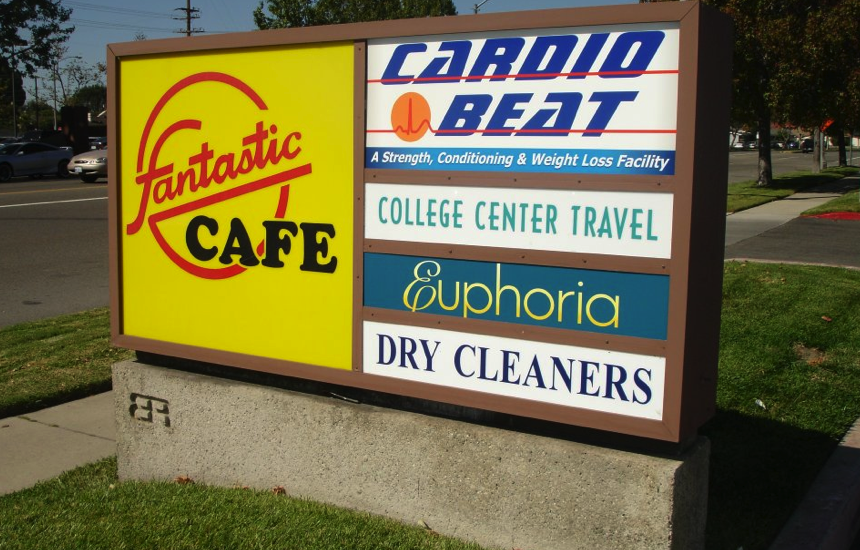 Fantastic
CAFE
CARDIO
BEAT
A Strength, Conditioning & Weight Loss Facility
COLLEGE CENTER TRAVEL
Euphoria
DRY CLEANERS